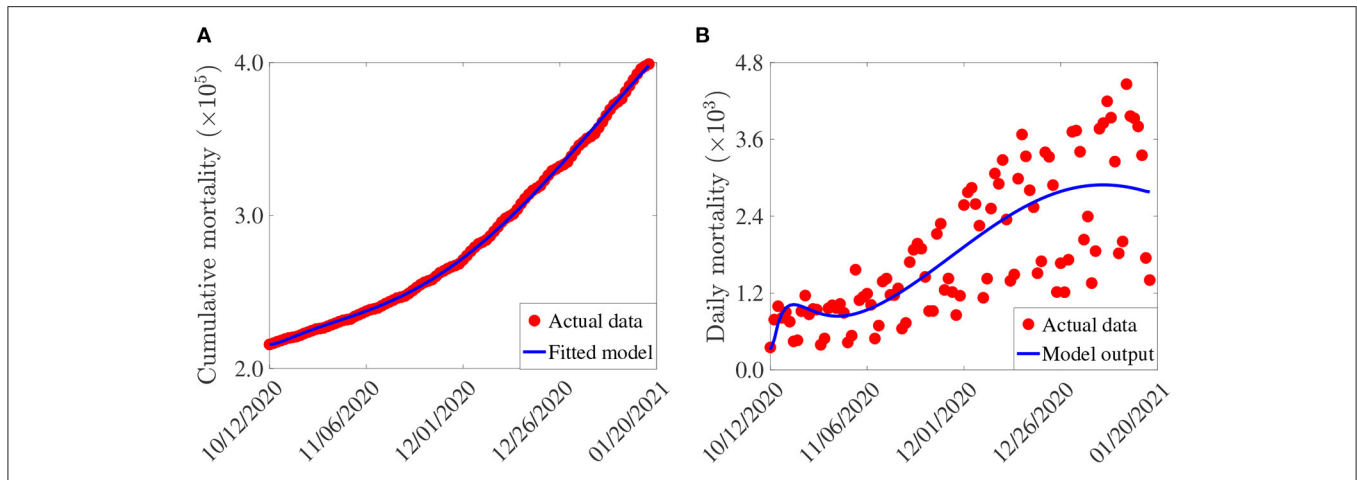 A
Cumulative mortality (×10⁵)
4.0
3.0
2.0
Actual data
Fitted model
10/12/2020
11/06/2020
12/01/2020
12/26/2020
01/20/2021
B
Daily mortality (×10³)
4.8
3.6
2.4
1.2
0.0
Actual data
Model output
10/12/2020
11/06/2020
12/01/2020
12/26/2020
01/20/2021